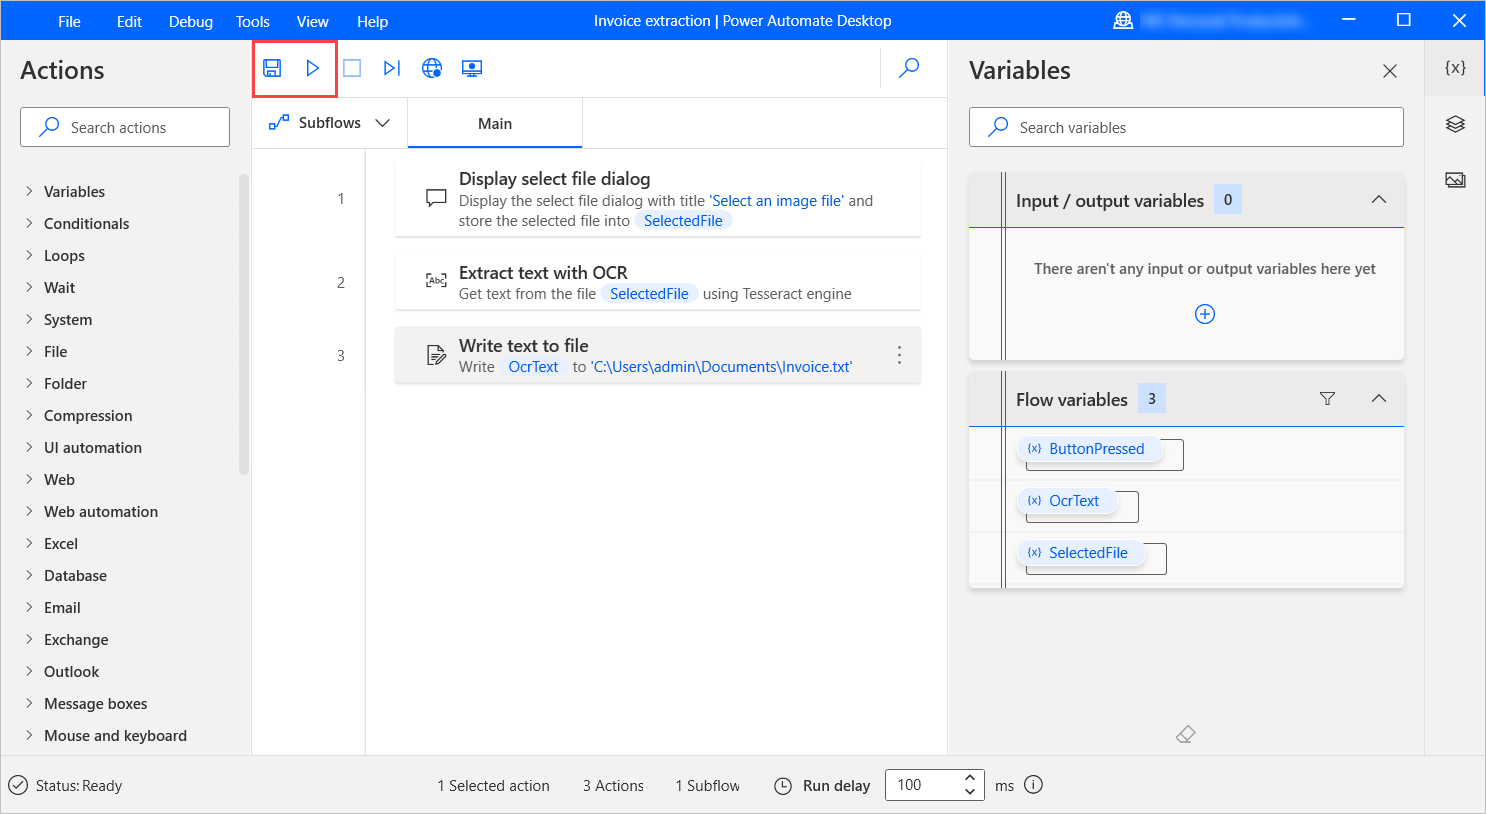 File Edit Debug Tools View Help Invoice extraction | Power Automate Desktop
Actions
Search actions
Variables
Conditionals
Loops
Wait
System
File
Folder
Compression
UI automation
Web
Web automation
Excel
Database
Email
Exchange
Outlook
Message boxes
Mouse and keyboard
Subflows Main
1 Display select file dialog
Display the select file dialog with title 'Select an image file' and
store the selected file into SelectedFile
2 Extract text with OCR
Abc
Get text from the file SelectedFile using Tesseract engine
3 Write text to file
Write OcrText to 'C:\Users\admin\Documents\Invoice.txt'
Variables {x}
Search variables
Input / output variables 0
There aren't any input or output variables here yet
Flow variables 3
{x} ButtonPressed
{x} OcrText
{x} SelectedFile
Status: Ready 1 Selected action 3 Actions 1 Subflow Run delay 100 ms